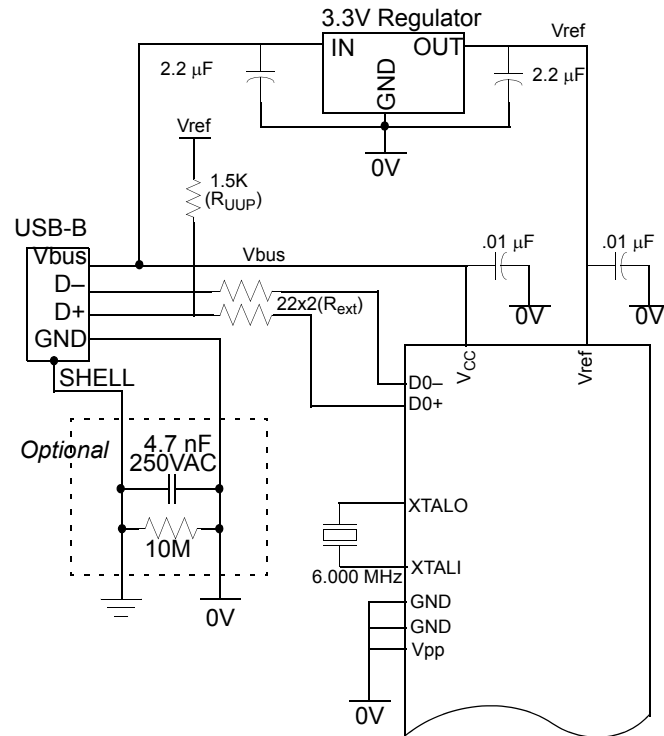 3.3V Regulator
IN OUT
GND
Vref
2.2 µF
2.2 µF
0V
Vref
1.5K
(RUUP)
USB-B
Vbus
D–
D+
GND
SHELL
Vbus
22x2(Rext)
.01 µF
.01 µF
0V
0V
VCC
Vref
D0–
D0+
Optional
4.7 nF
250VAC
10M
0V
XTALO
6.000 MHz
XTALI
GND
GND
Vpp
0V